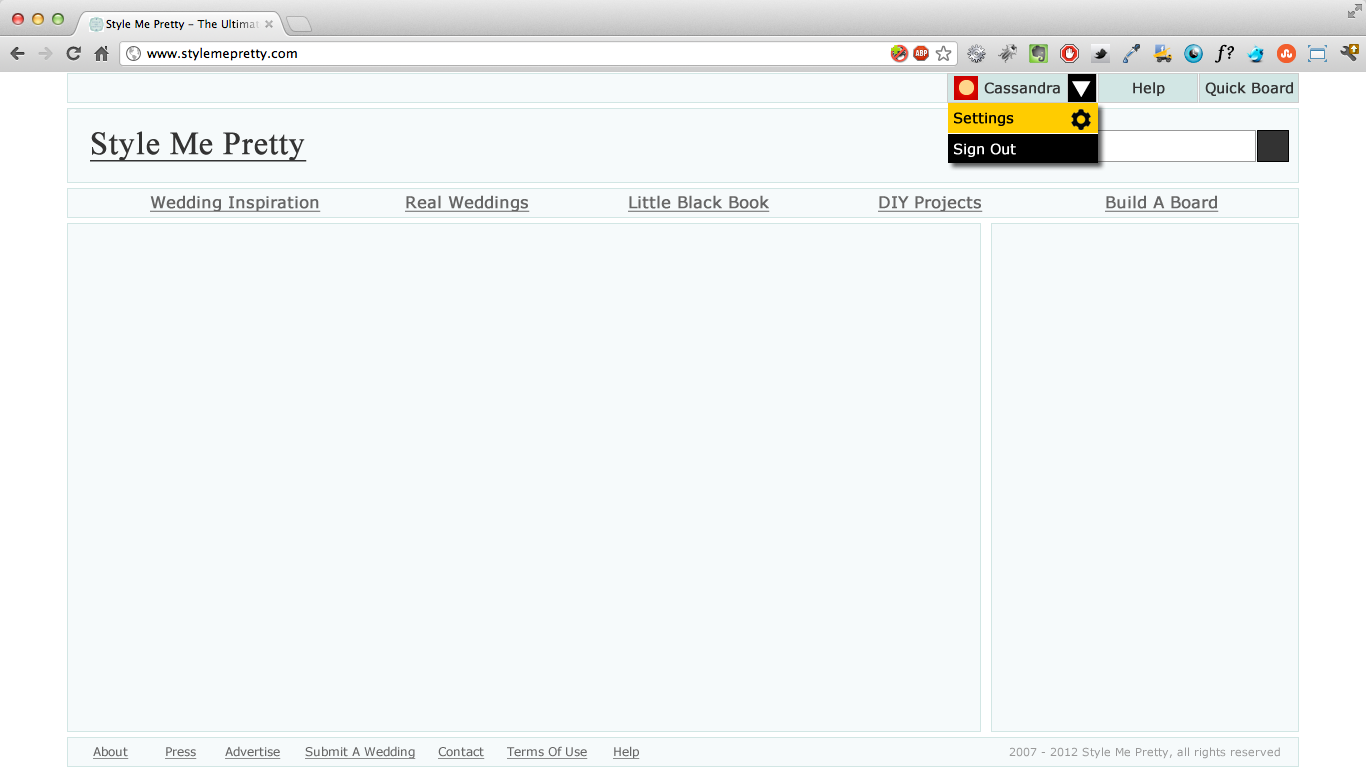 Style Me Pretty – The Ultimat
www.stylemepretty.com
ABP
f?
Cassandra Help Quick Board
Settings
Sign Out
Style Me Pretty
Wedding Inspiration Real Weddings Little Black Book DIY Projects Build A Board
About Press Advertise Submit A Wedding Contact Terms Of Use Help 2007 - 2012 Style Me Pretty, all rights reserved